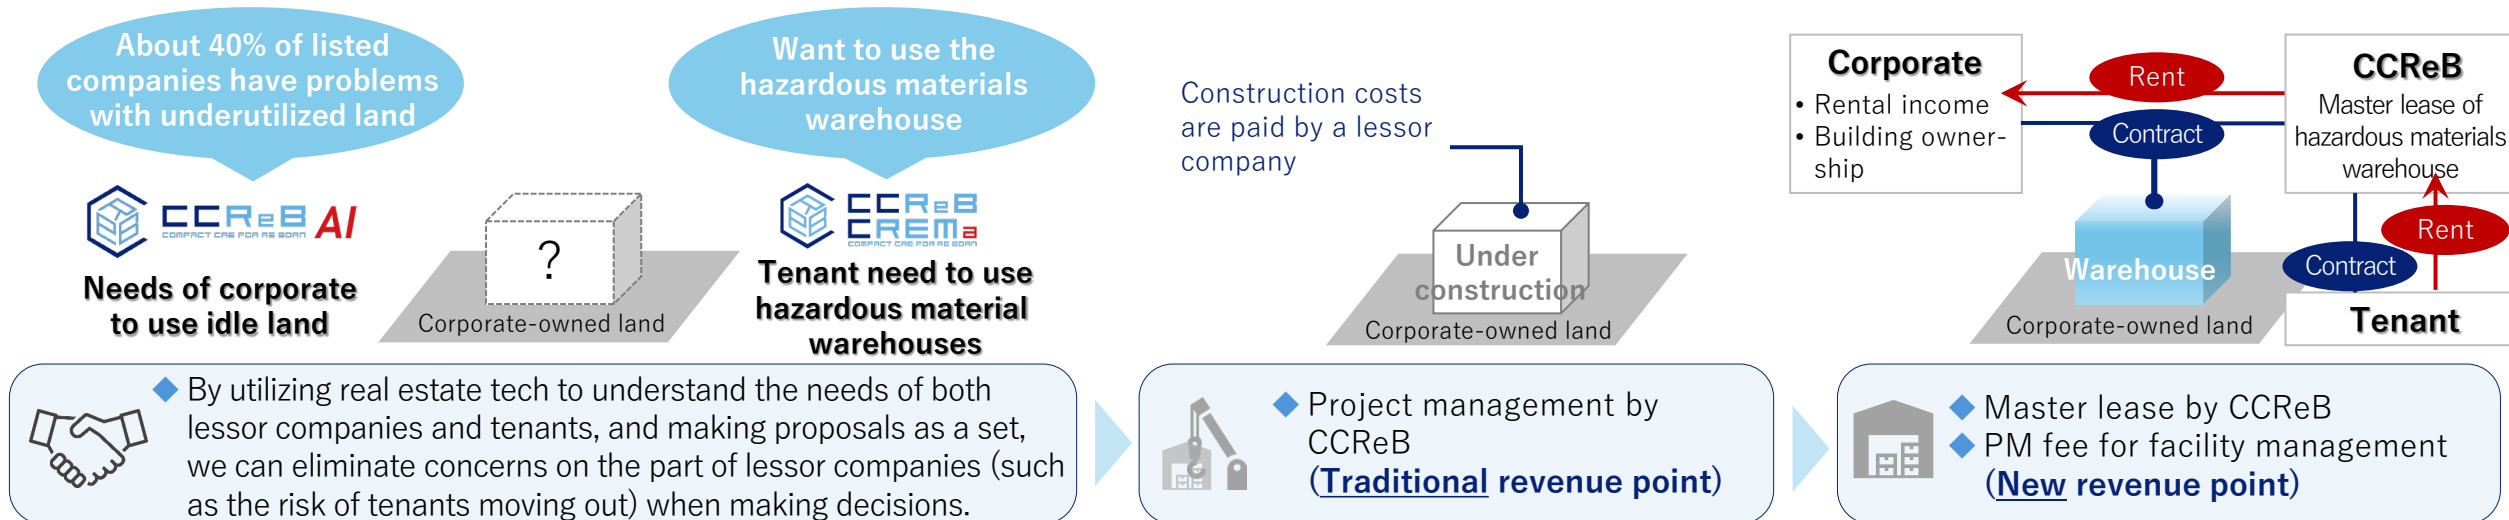 About 40% of listed
companies have problems
with underutilized land
Want to use the
hazardous materials
warehouse
CCReB AI
COMPACT CRE FOR RE BORN
Needs of corporate
to use idle land
?
Corporate-owned land
CCReB
CREMa
COMPACT CRE FOR RE BORN
Tenant need to use
hazardous material
warehouses
◆ By utilizing real estate tech to understand the needs of both
lessor companies and tenants, and making proposals as a set,
we can eliminate concerns on the part of lessor companies (such
as the risk of tenants moving out) when making decisions.
Construction costs
are paid by a lessor
company
Under
construction
Corporate-owned land
◆ Project management by
CCReB
(Traditional revenue point)
Corporate
• Rental income
• Building owner-
ship
Rent
Contract
CCReB
Master lease of
hazardous materials
warehouse
Warehouse
Corporate-owned land
Rent
Contract
Tenant
◆ Master lease by CCReB
◆ PM fee for facility management
(New revenue point)